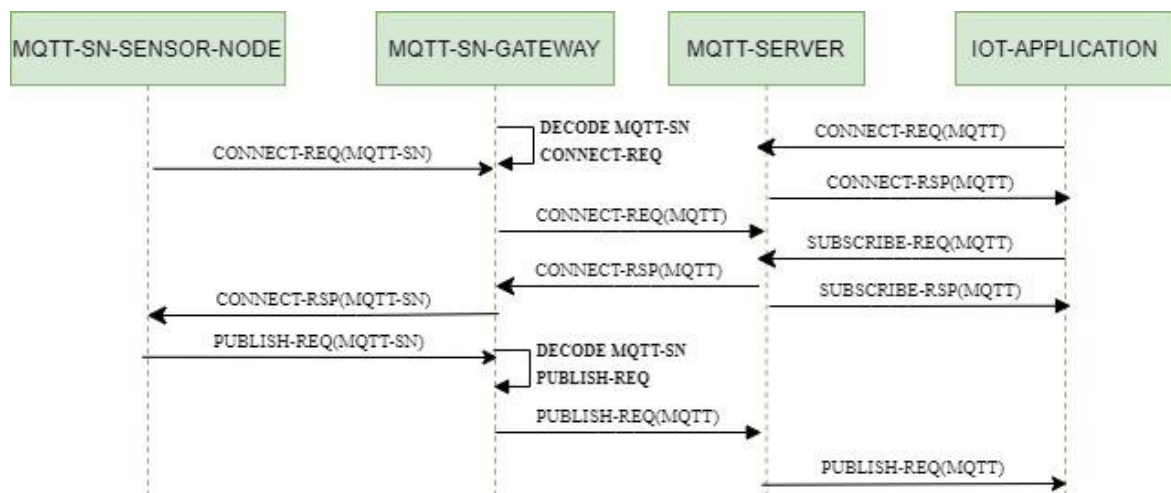 MQTT-SN-SENSOR-NODE
MQTT-SN-GATEWAY
MQTT-SERVER
IOT-APPLICATION
DECODE MQTT-SN
CONNECT-REQ
CONNECT-REQ(MQTT)
CONNECT-REQ(MQTT-SN)
CONNECT-RSP(MQTT)
CONNECT-REQ(MQTT)
SUBSCRIBE-REQ(MQTT)
CONNECT-RSP(MQTT)
SUBSCRIBE-RSP(MQTT)
CONNECT-RSP(MQTT-SN)
PUBLISH-REQ(MQTT-SN)
DECODE MQTT-SN
PUBLISH-REQ
PUBLISH-REQ(MQTT)
PUBLISH-REQ(MQTT)